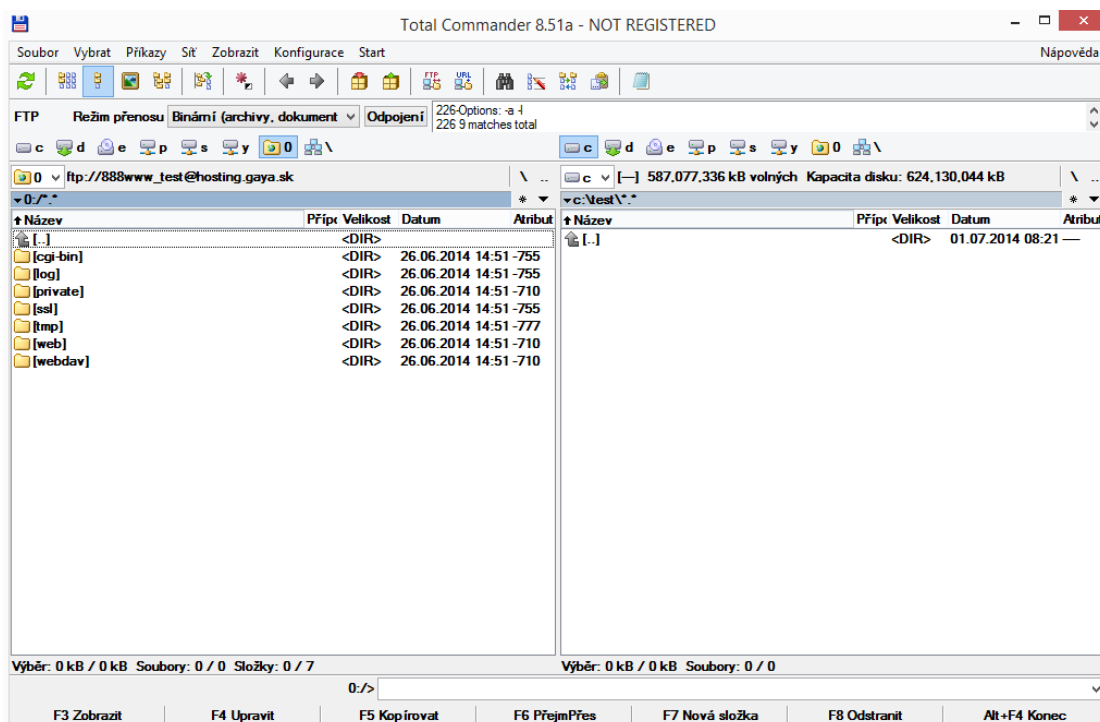 Total Commander 8.51a - NOT REGISTERED
Soubor Vybrat Příkazy Síť Zobrazit Konfigurace Start Nápověda
FTP URL
FTP Režim přenosu Binární (archivy, dokument Odpojení 226-Options: -a -l
226 9 matches total
c d e p s y 0 \ c d e p s y 0 \
0 ftp://888www_test@hosting.gaya.sk \ .. c [—] 587,077,336 kB volných Kapacita disku: 624,130,044 kB \ ..
0:/*.* * c:\test\*.* *
Název Přípo Velikost Datum Atribut Název Přípo Velikost Datum Atribut
[..] <DIR> [..] <DIR> 01.07.2014 08:21 —
[cgi-bin] <DIR> 26.06.2014 14:51 -755
[log] <DIR> 26.06.2014 14:51 -755
[private] <DIR> 26.06.2014 14:51 -710
[ssl] <DIR> 26.06.2014 14:51 -755
[tmp] <DIR> 26.06.2014 14:51 -777
[web] <DIR> 26.06.2014 14:51 -710
[webdav] <DIR> 26.06.2014 14:51 -710
Výběr: 0 kB / 0 kB Soubory: 0 / 0 Složky: 0 / 7 Výběr: 0 kB / 0 kB Soubory: 0 / 0
0:/>
F3 Zobrazit F4 Upravit F5 Kopírovat F6 PřejmPřes F7 Nová složka F8 Odstranit Alt+F4 Konec